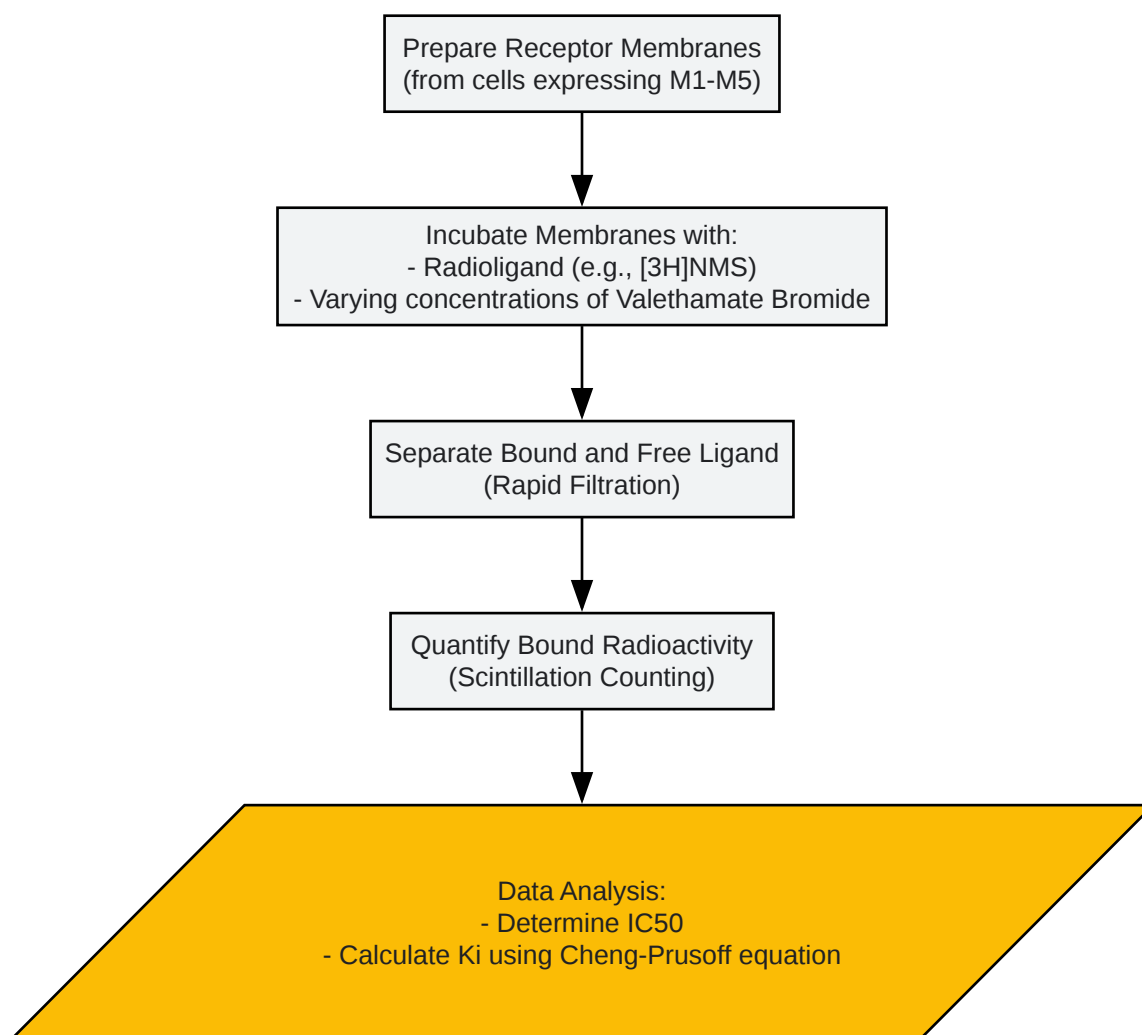 Prepare Receptor Membranes
(from cells expressing M1-M5)
Incubate Membranes with:
- Radioligand (e.g., [3H]NMS)
- Varying concentrations of Valethamate Bromide
Separate Bound and Free Ligand
(Rapid Filtration)
Quantify Bound Radioactivity
(Scintillation Counting)
Data Analysis:
- Determine IC50
- Calculate Ki using Cheng-Prusoff equation